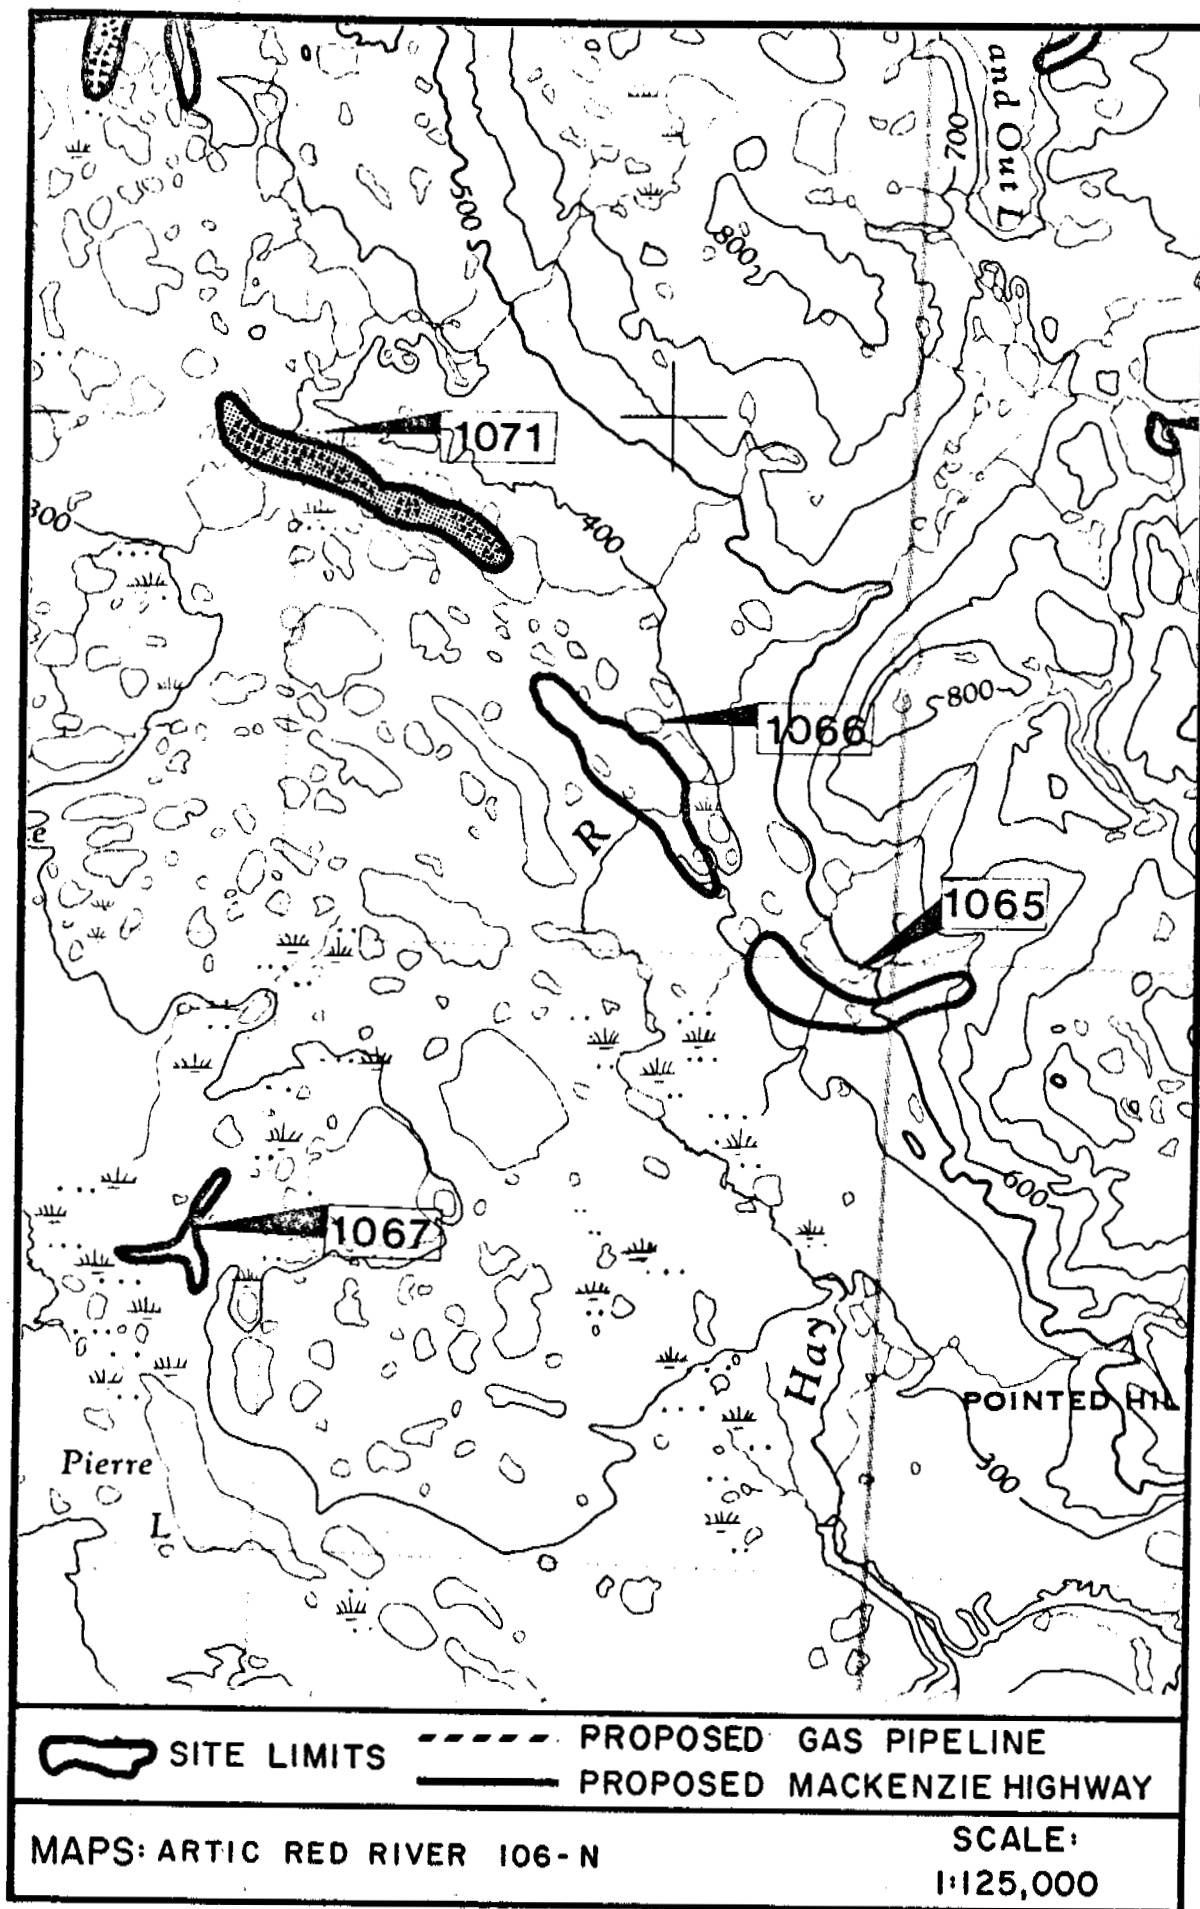 and Out L
700
500
800
1071
300
400
800
1066
R
e
1065
600
1067
Hay
POINTED HIL
300
Pierre
L
SITE LIMITS
PROPOSED GAS PIPELINE
PROPOSED MACKENZIE HIGHWAY
MAPS: ARTIC RED RIVER 106-N
SCALE:
1:125,000